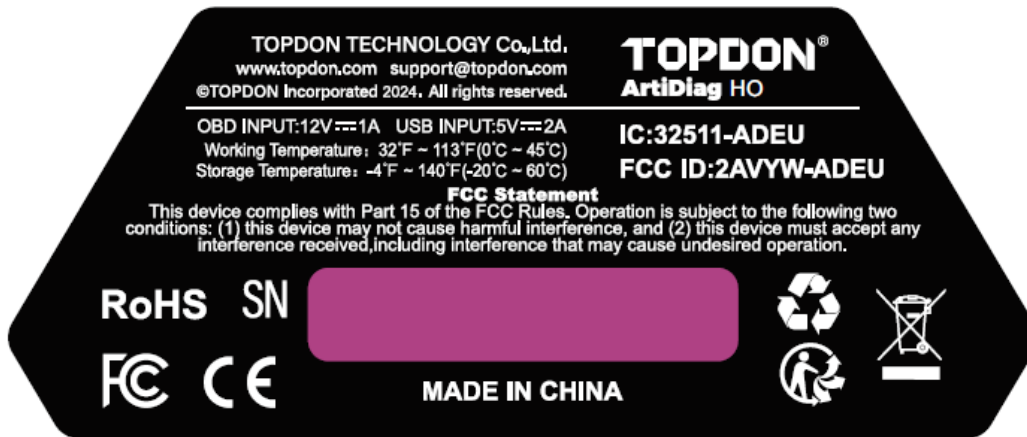 TOPDON TECHNOLOGY Co.,Ltd.
www.topdon.com support@topdon.com
©TOPDON Incorporated 2024. All rights reserved.
TOPDON®
ArtiDiag HO
OBD INPUT:12V⎓1A USB INPUT:5V⎓2A
Working Temperature: 32°F ~ 113°F(0°C ~ 45°C)
Storage Temperature: -4°F ~ 140°F(-20°C ~ 60°C)
IC:32511-ADEU
FCC ID:2AVYW-ADEU
FCC Statement
This device complies with Part 15 of the FCC Rules. Operation is subject to the following two
conditions: (1) this device may not cause harmful interference, and (2) this device must accept any
interference received,including interference that may cause undesired operation.
RoHS SN
FC CE
MADE IN CHINA